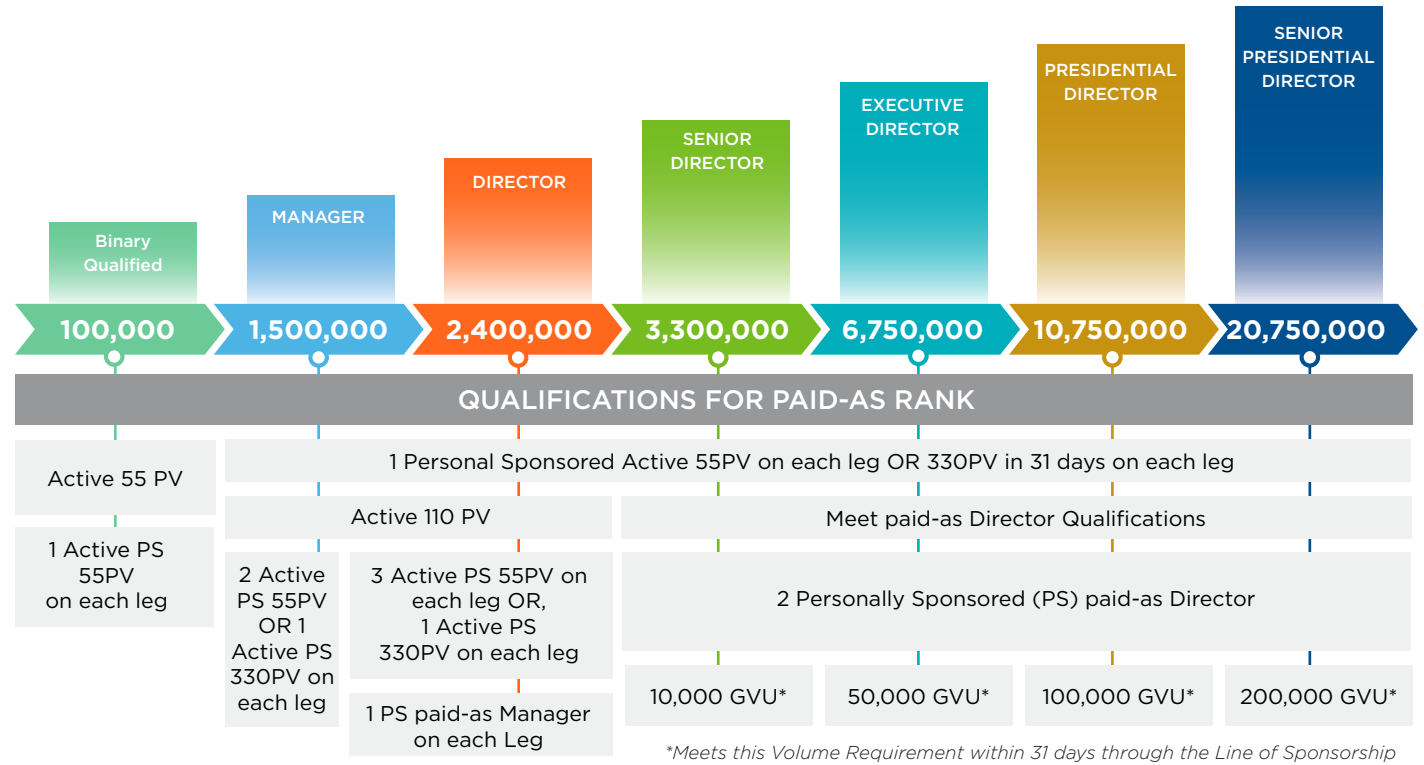 Binary
Qualified
MANAGER
DIRECTOR
SENIOR
DIRECTOR
EXECUTIVE
DIRECTOR
PRESIDENTIAL
DIRECTOR
SENIOR
PRESIDENTIAL
DIRECTOR
100,000
1,500,000
2,400,000
3,300,000
6,750,000
10,750,000
20,750,000
QUALIFICATIONS FOR PAID-AS RANK
Active 55 PV
1 Active PS
55PV
on each leg
1 Personal Sponsored Active 55PV on each leg OR 330PV in 31 days on each leg
Active 110 PV
Meet paid-as Director Qualifications
2 Active
PS 55PV
OR 1
Active PS
330PV on
each leg
3 Active PS 55PV on
each leg OR,
1 Active PS
330PV on each leg
1 PS paid-as Manager
on each Leg
2 Personally Sponsored (PS) paid-as Director
10,000 GVU*
50,000 GVU*
100,000 GVU*
200,000 GVU*
*Meets this Volume Requirement within 31 days through the Line of Sponsorship